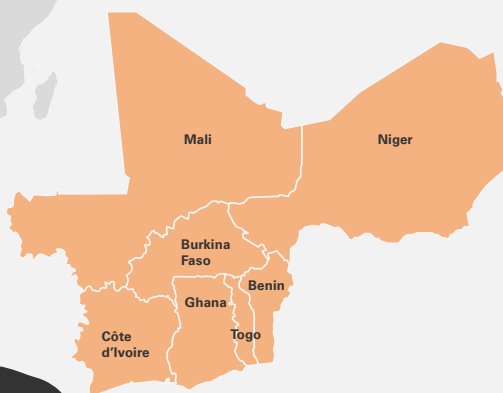 Mali
Niger
Burkina
Faso
Benin
Ghana
Togo
Côte
d'Ivoire